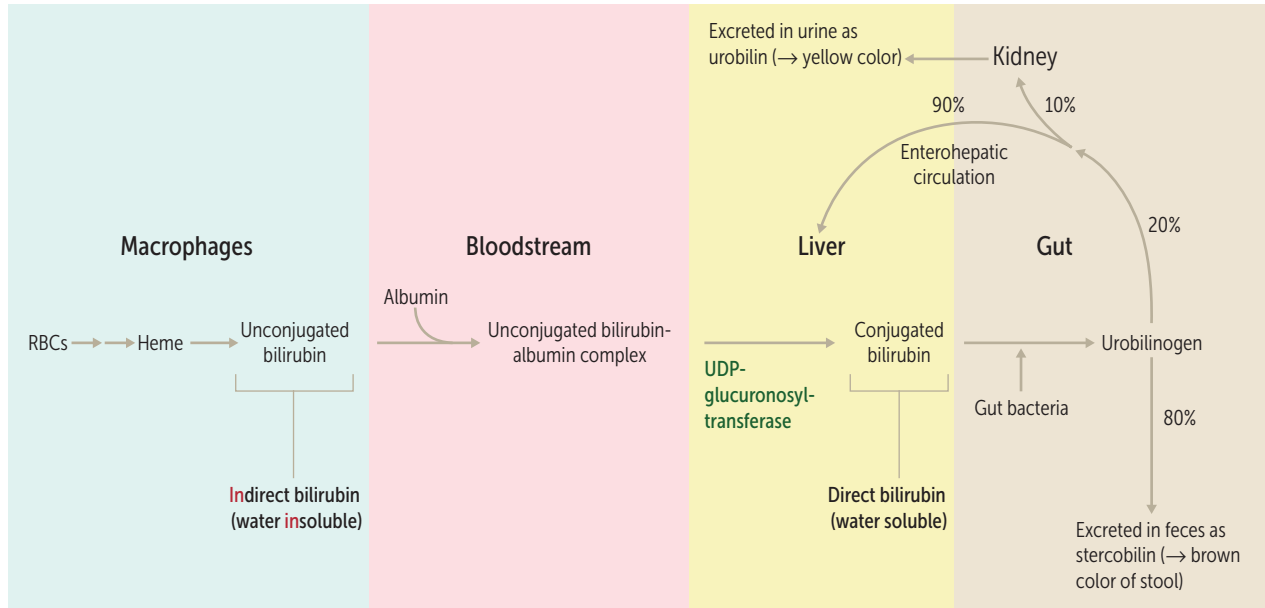 Excreted in urine as
urobilin (→ yellow color)
Kidney
90%
10%
Enterohepatic
circulation
20%
Macrophages
Bloodstream
Liver
Gut
Albumin
RBCs
Heme
Unconjugated
bilirubin
Unconjugated bilirubin-
albumin complex
UDP-
glucuronosyl-
transferase
Conjugated
bilirubin
Gut bacteria
Urobilinogen
80%
Indirect bilirubin
(water insoluble)
Direct bilirubin
(water soluble)
Excreted in feces as
stercobilin (→ brown
color of stool)